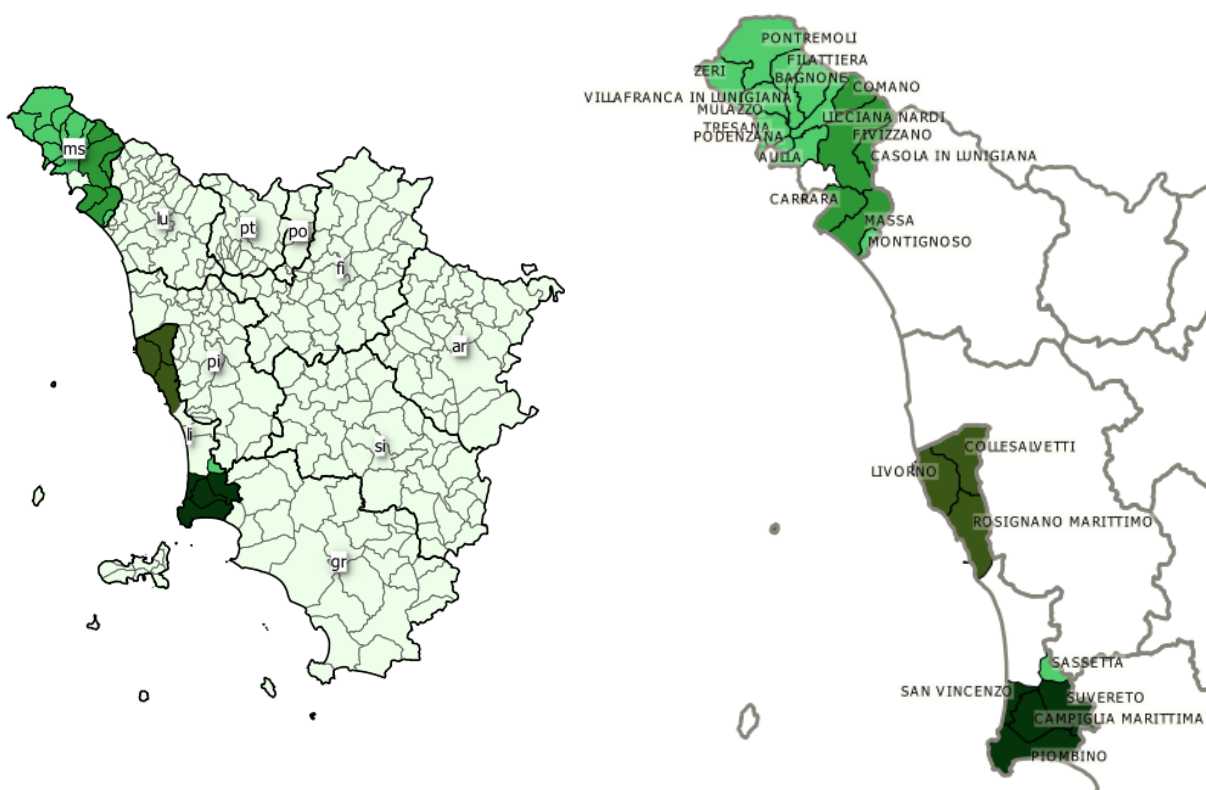 ms
lu
pt
po
fi
ar
pi
li
si
gr
PONTREMOLI
FILATTIERA
ZERI
BAGNONE
COMANO
VILLAFRANCA IN LUNIGIANA
MULAZZO
LICCIANA NARDI
TRESANA
FIVIZZANO
PODENZANA
AULLA
CASOLA IN LUNIGIANA
CARRARA
MASSA
MONTIGNOSO
COLLESALVETTI
LIVORNO
ROSIGNANO MARITTIMO
SASSETTA
SAN VINCENZO
SUVERETO
CAMPIGLIA MARITTIMA
PIOMBINO